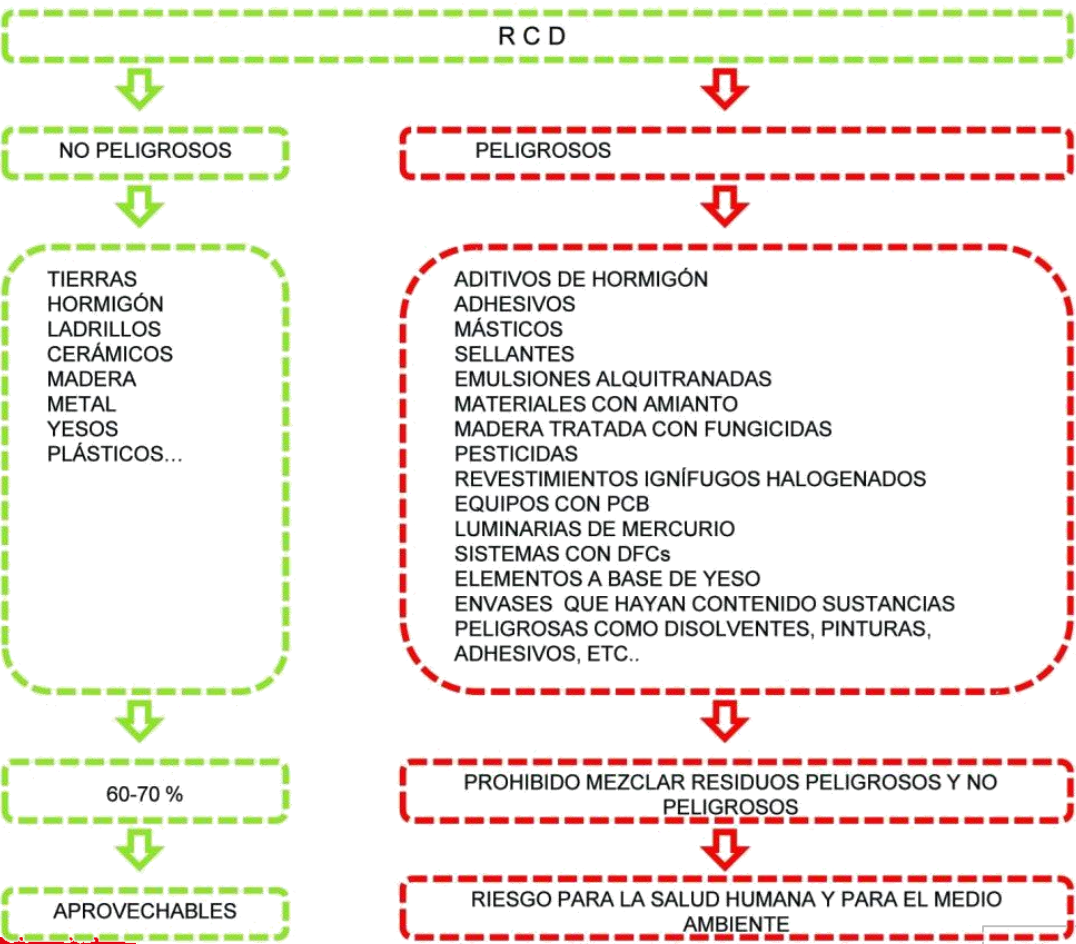 R C D
NO PELIGROSOS
PELIGROSOS
TIERRAS
HORMIGÓN
LADRILLOS
CERÁMICOS
MADERA
METAL
YESOS
PLÁSTICOS...
ADITIVOS DE HORMIGÓN
ADHESIVOS
MÁSTICOS
SELLANTES
EMULSIONES ALQUITRANADAS
MATERIALES CON AMIANTO
MADERA TRATADA CON FUNGICIDAS
PESTICIDAS
REVESTIMIENTOS IGNÍFUGOS HALOGENADOS
EQUIPOS CON PCB
LUMINARIAS DE MERCURIO
SISTEMAS CON DFCs
ELEMENTOS A BASE DE YESO
ENVASES QUE HAYAN CONTENIDO SUSTANCIAS
PELIGROSAS COMO DISOLVENTES, PINTURAS,
ADHESIVOS, ETC..
60-70 %
APROVECHABLES
PROHIBIDO MEZCLAR RESIDUOS PELIGROSOS Y NO
PELIGROSOS
RIESGO PARA LA SALUD HUMANA Y PARA EL MEDIO
AMBIENTE